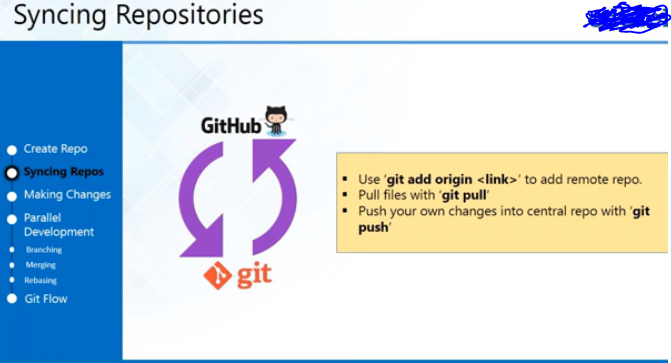 Syncing Repositories
Create Repo
Syncing Repos
Making Changes
Parallel
Development
Branching
Merging
Rebasing
Git Flow
GitHub
git
Use ‘git add origin <link>’ to add remote repo.
Pull files with ‘git pull’
Push your own changes into central repo with ‘git
push’